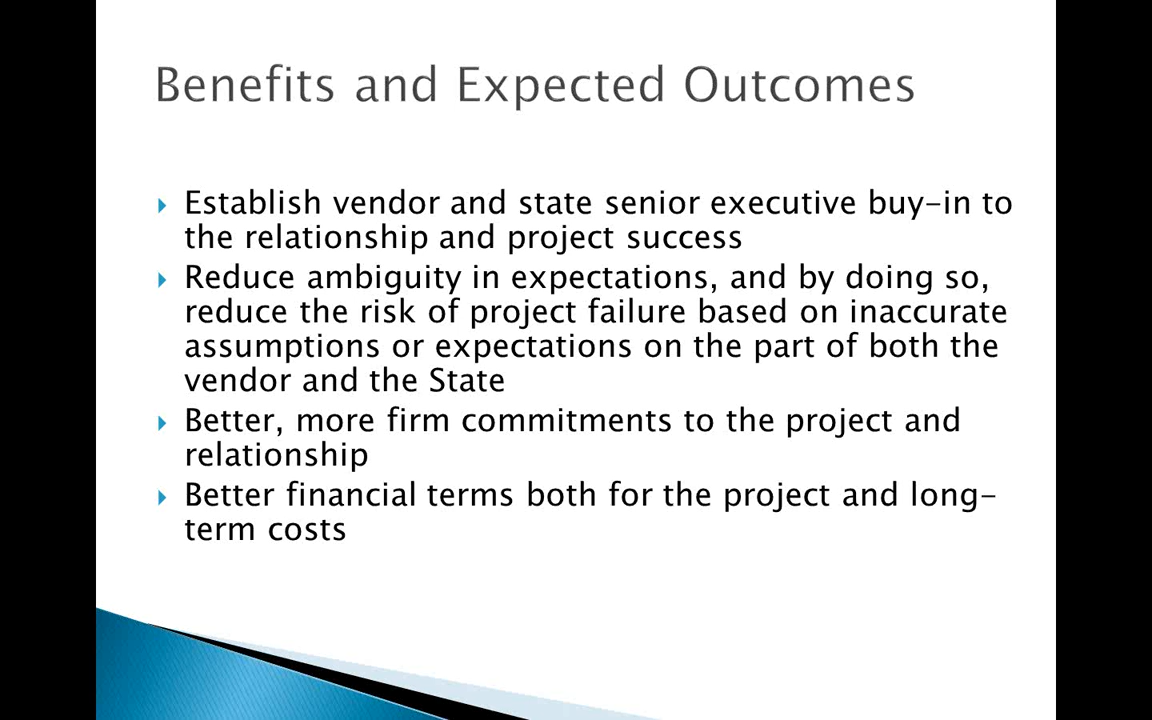 Benefits and Expected Outcomes
Establish vendor and state senior executive buy-in to
the relationship and project success
Reduce ambiguity in expectations, and by doing so,
reduce the risk of project failure based on inaccurate
assumptions or expectations on the part of both the
vendor and the State
Better, more firm commitments to the project and
relationship
Better financial terms both for the project and long-
term costs